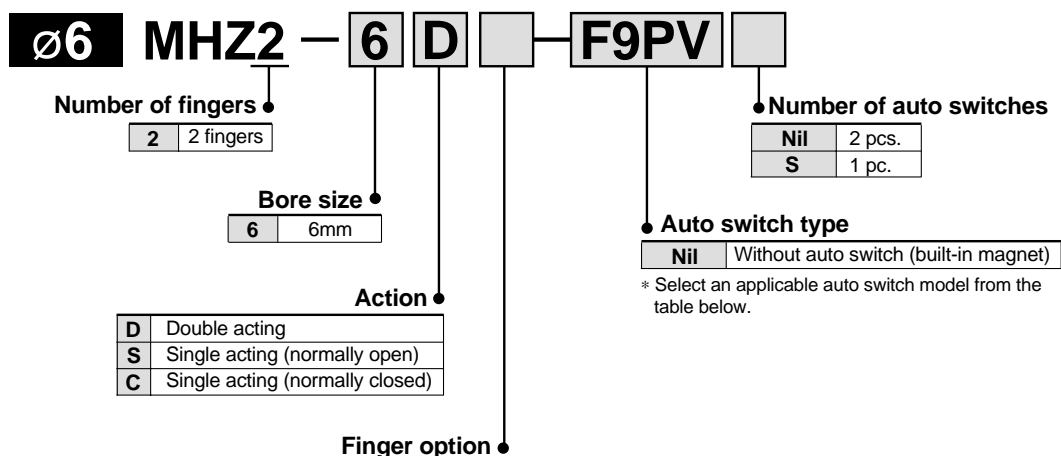 ø6 MHZ2 — 6 D — F9PV
Number of fingers
2 2 fingers
Bore size
6 6mm
Action
D Double acting
S Single acting (normally open)
C Single acting (normally closed)
Finger option
Number of auto switches
Nil 2 pcs.
S 1 pc.
Auto switch type
Nil Without auto switch (built-in magnet)
* Select an applicable auto switch model from the
table below.